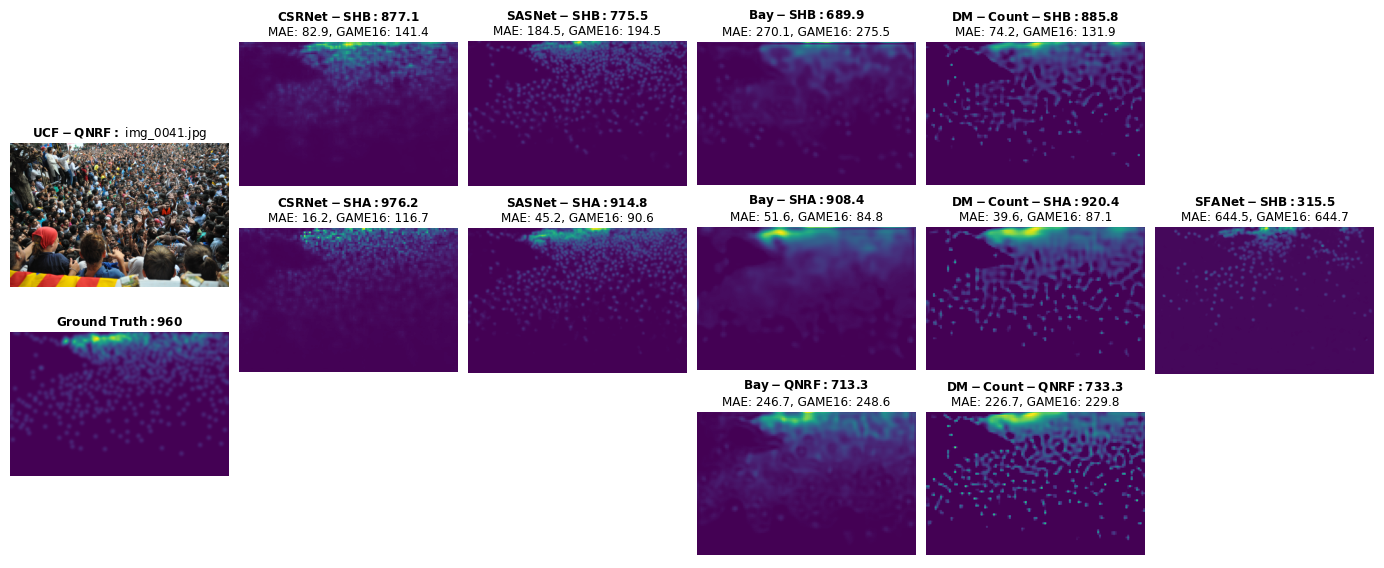 UCF − QNRF : img_0041.jpg
Ground Truth : 960
CSRNet − SHB : 877.1
MAE: 82.9, GAME16: 141.4
SASNet − SHB : 775.5
MAE: 184.5, GAME16: 194.5
Bay − SHB : 689.9
MAE: 270.1, GAME16: 275.5
DM − Count − SHB : 885.8
MAE: 74.2, GAME16: 131.9
CSRNet − SHA : 976.2
MAE: 16.2, GAME16: 116.7
SASNet − SHA : 914.8
MAE: 45.2, GAME16: 90.6
Bay − SHA : 908.4
MAE: 51.6, GAME16: 84.8
DM − Count − SHA : 920.4
MAE: 39.6, GAME16: 87.1
SFANet − SHB : 315.5
MAE: 644.5, GAME16: 644.7
Bay − QNRF : 713.3
MAE: 246.7, GAME16: 248.6
DM − Count − QNRF : 733.3
MAE: 226.7, GAME16: 229.8